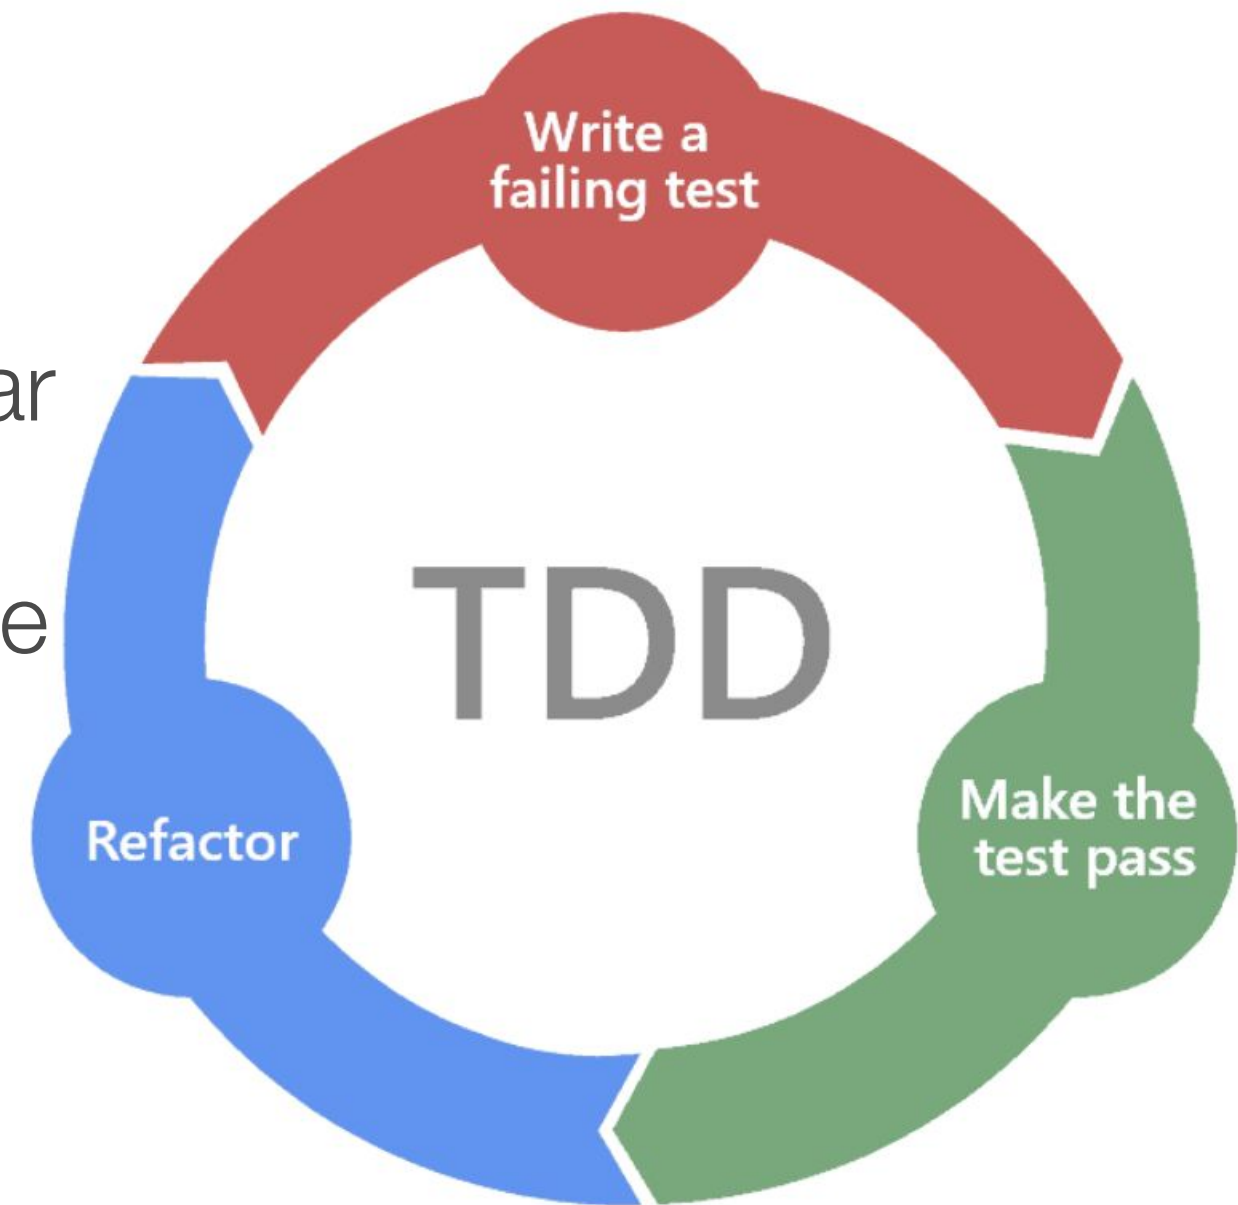 Write a
failing test
ar
e
TDD
Make the
test pass
Refactor